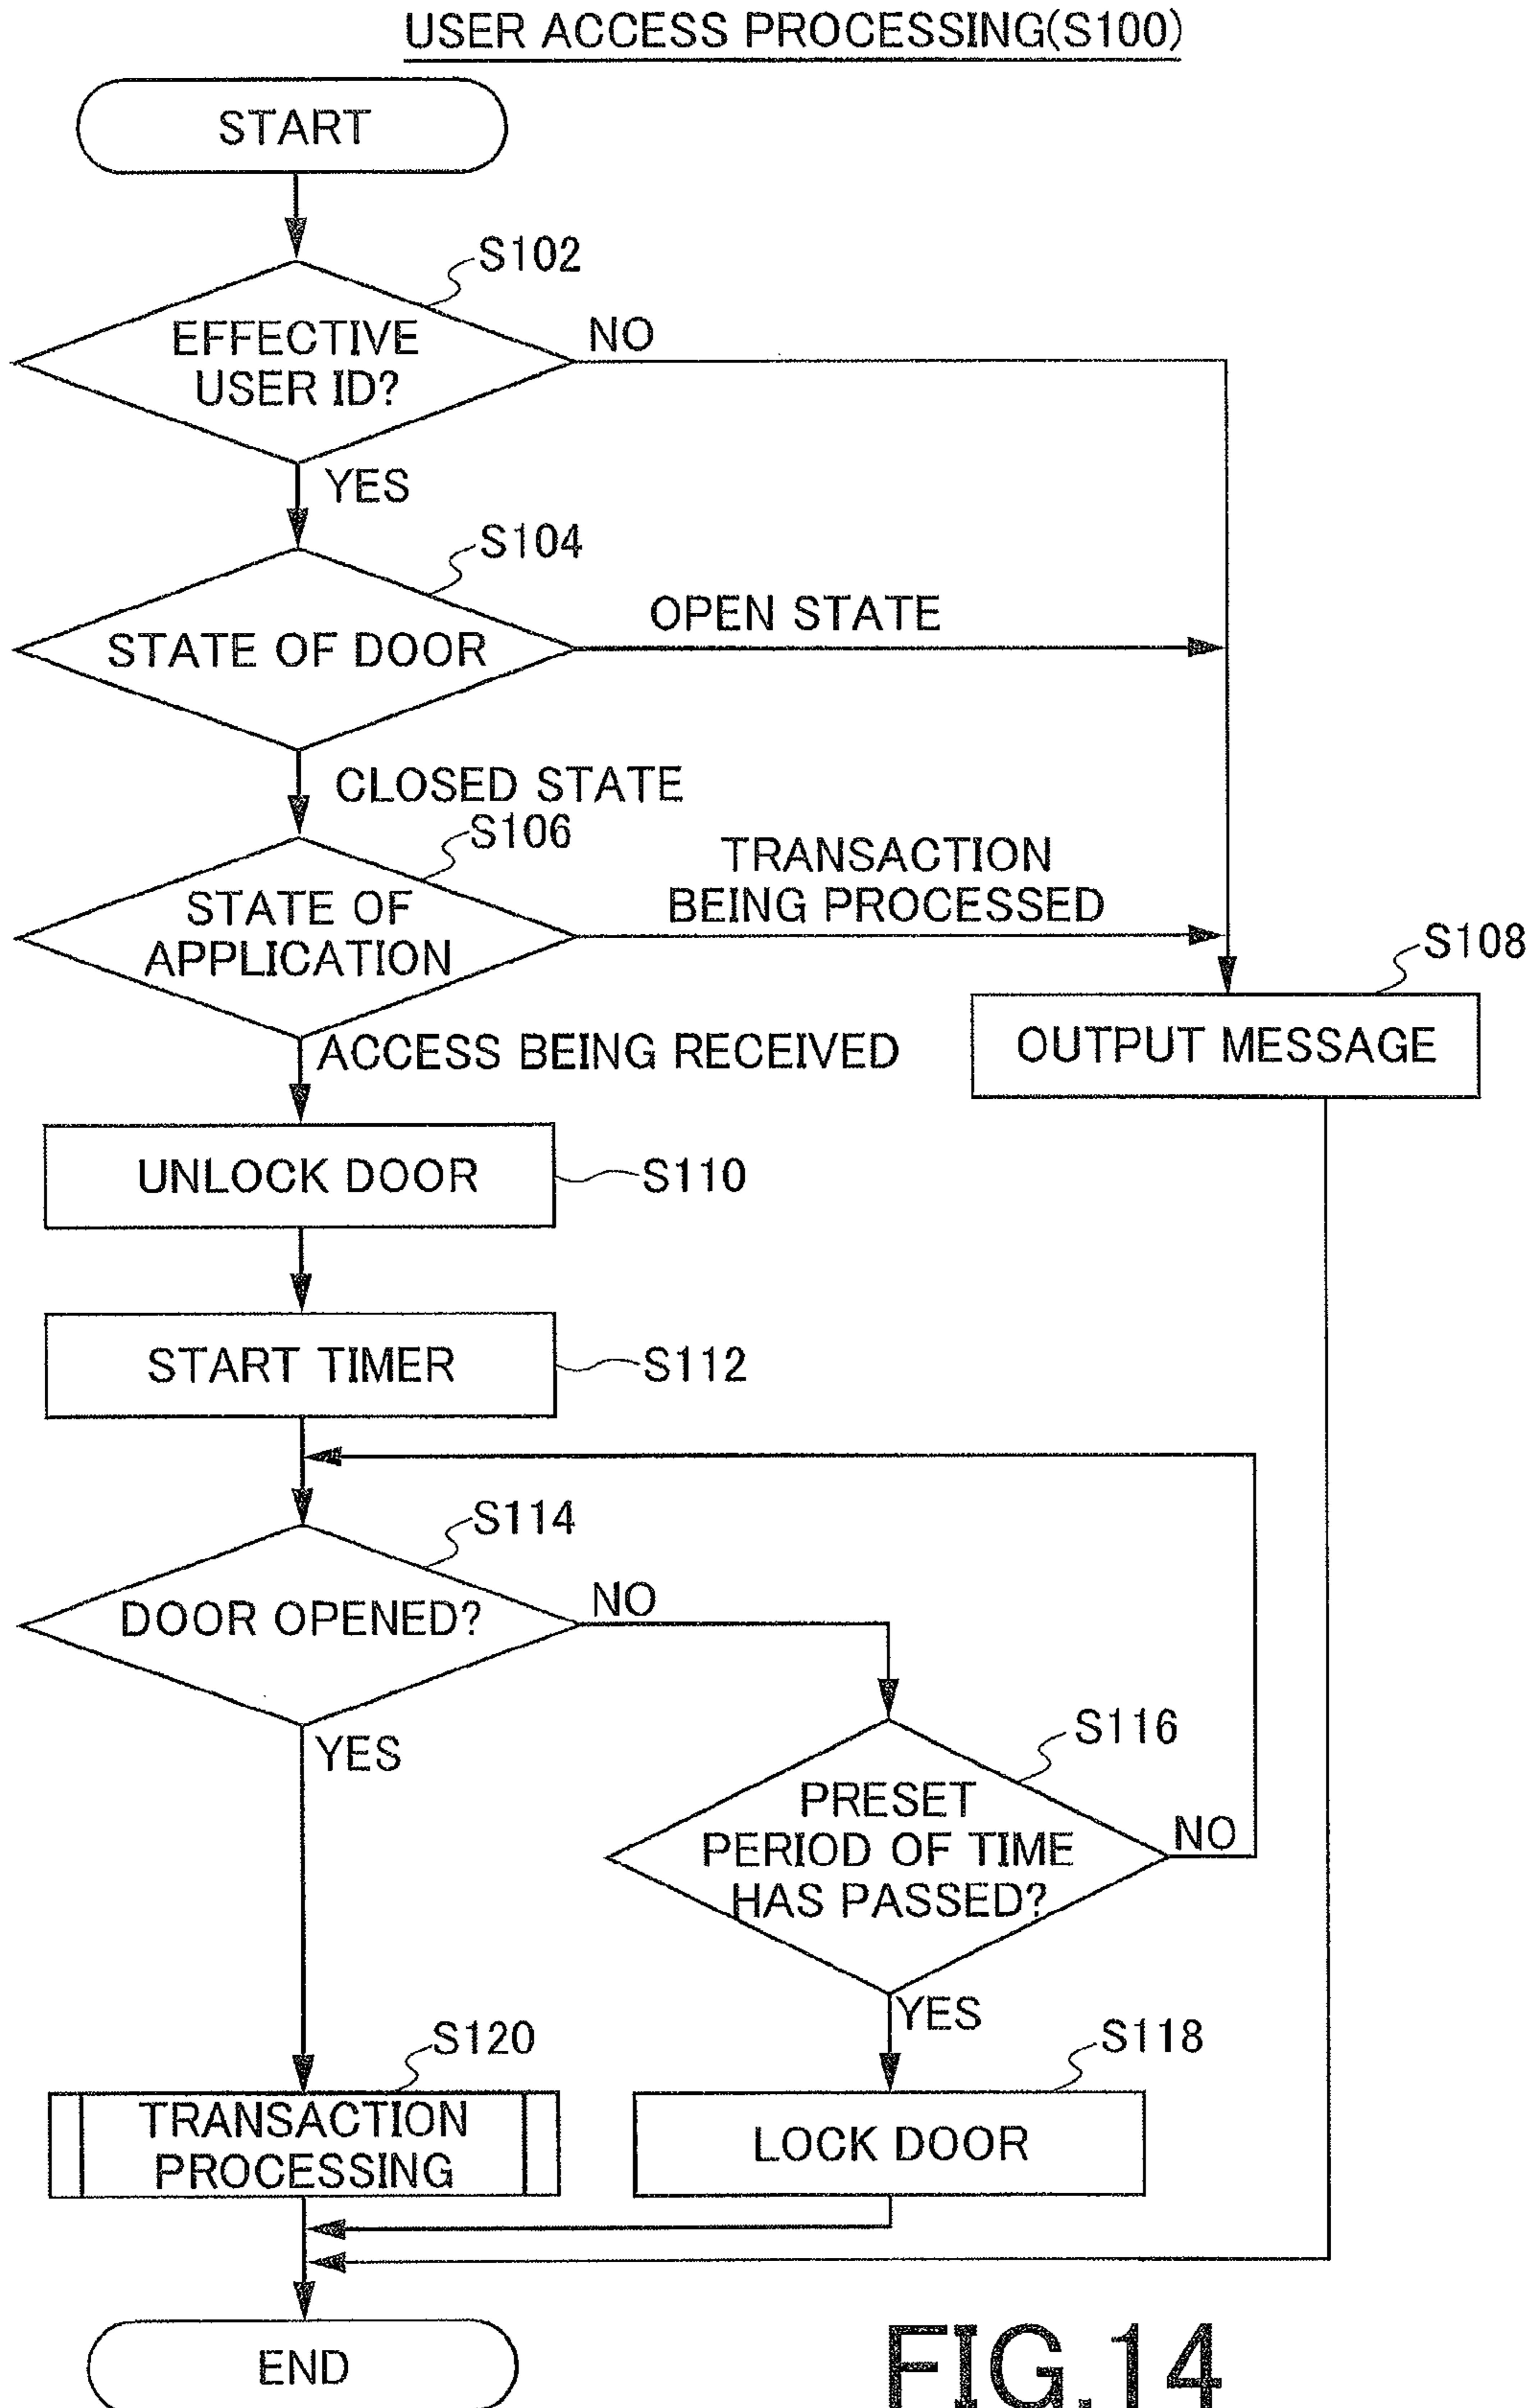 USER ACCESS PROCESSING(S100)
START
S102
EFFECTIVE
USER ID?
NO
YES
S104
STATE OF DOOR
OPEN STATE
CLOSED STATE
S106
STATE OF
APPLICATION
TRANSACTION
BEING PROCESSED
S108
OUTPUT MESSAGE
ACCESS BEING RECEIVED
UNLOCK DOOR
S110
START TIMER
S112
S114
DOOR OPENED?
NO
YES
S116
PRESET
PERIOD OF TIME
HAS PASSED?
NO
YES
S120
TRANSACTION
PROCESSING
S118
LOCK DOOR
END
FIG.14